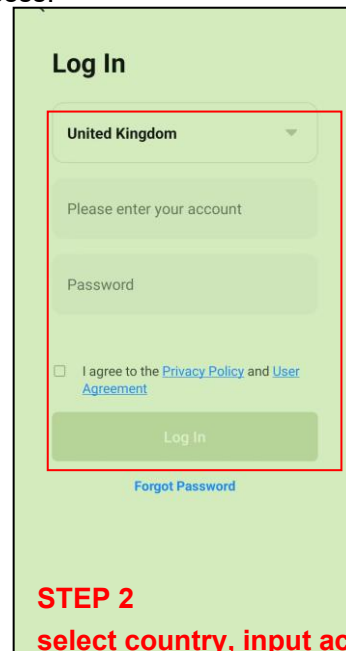 Log In
United Kingdom
Please enter your account
Password
I agree to the Privacy Policy and User
Agreement
Log In
Forgot Password
STEP 2
select country, input